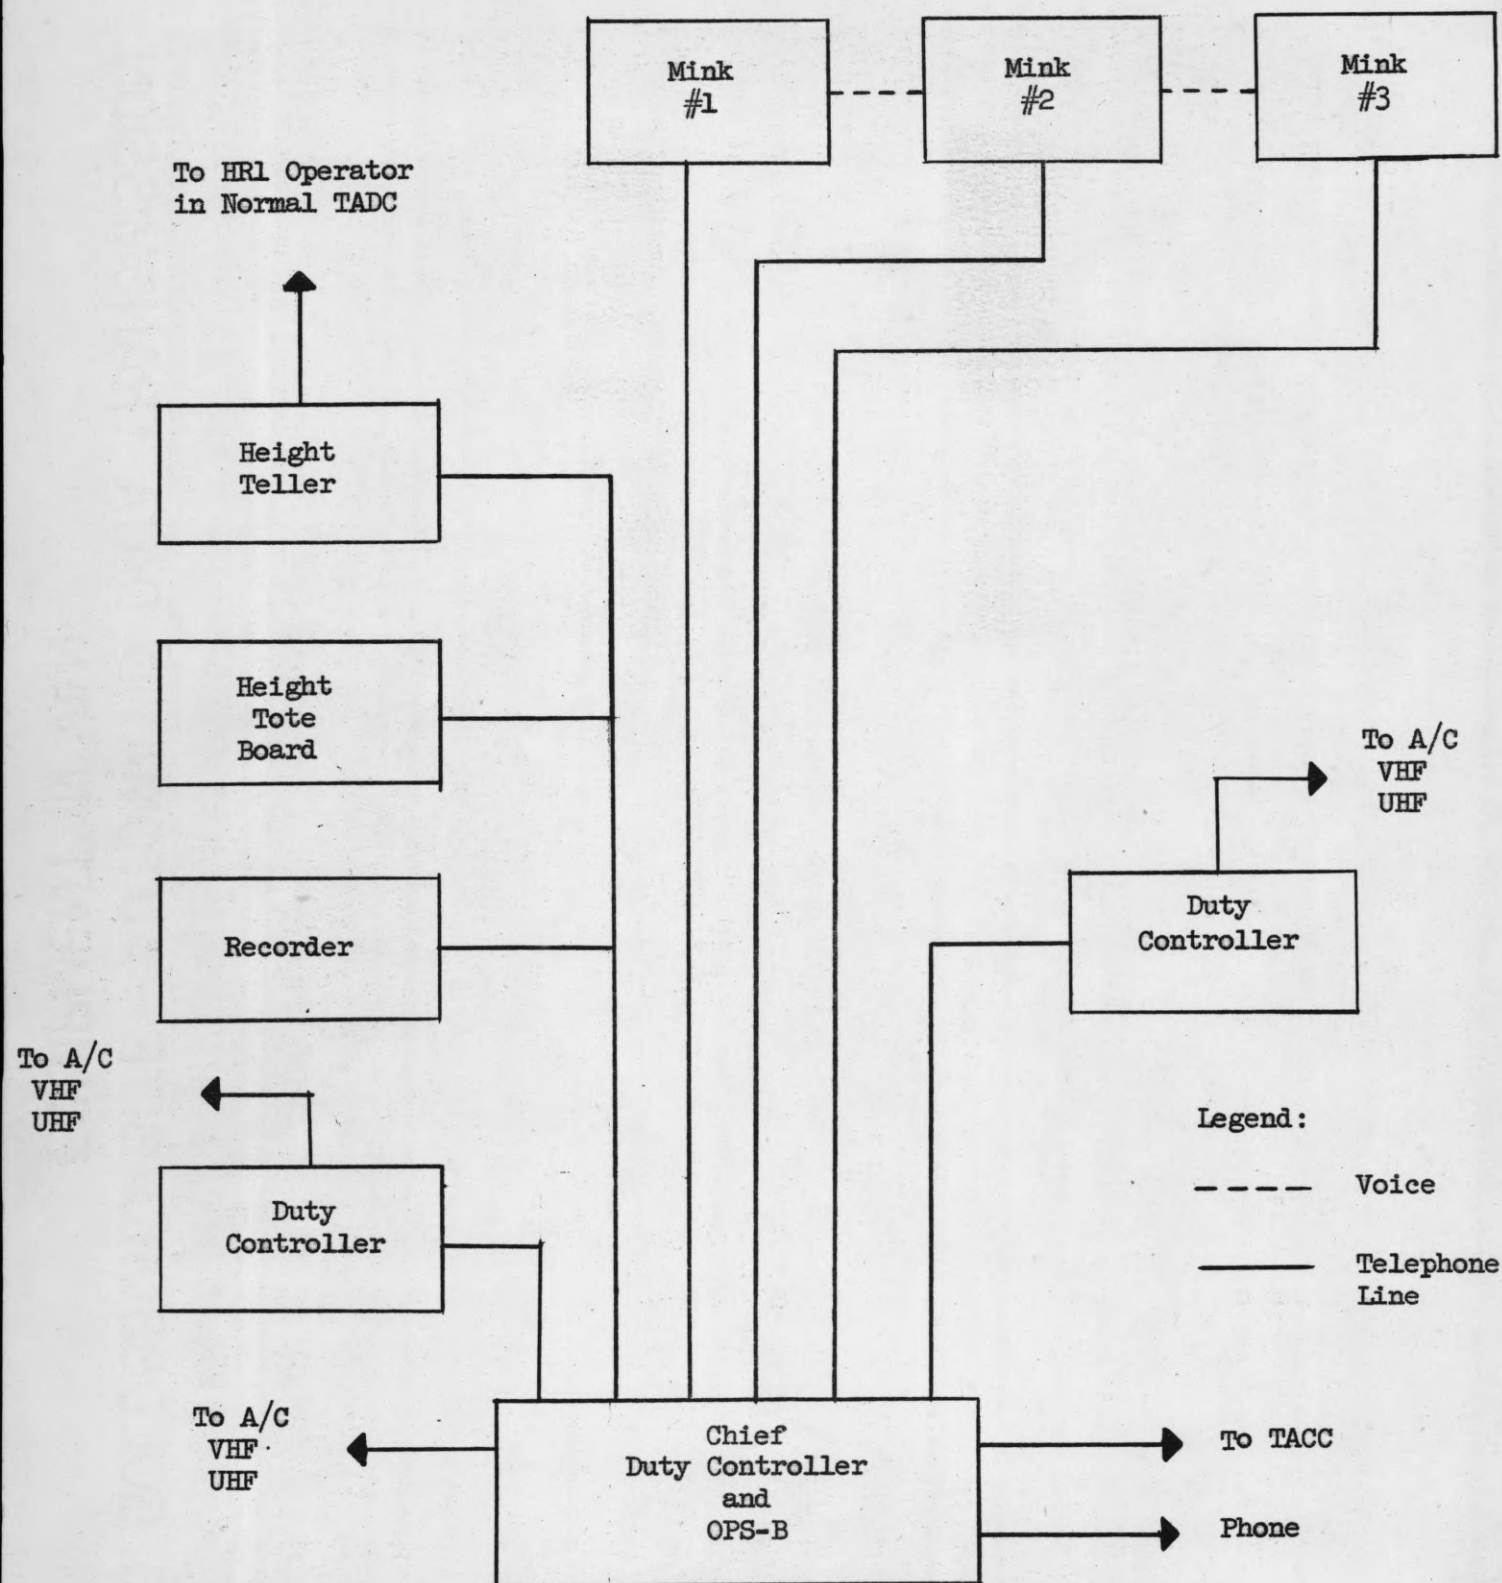 Mink
#1
Mink
#2
Mink
#3
To HR1 Operator
in Normal TADC
Height
Teller
Height
Tote
Board
Recorder
To A/C
VHF
UHF
Duty
Controller
To A/C
VHF
UHF
Duty
Controller
Legend:
Voice
Telephone
Line
To A/C
VHF
UHF
Chief
Duty Controller
and
OPS-B
To TACC
Phone